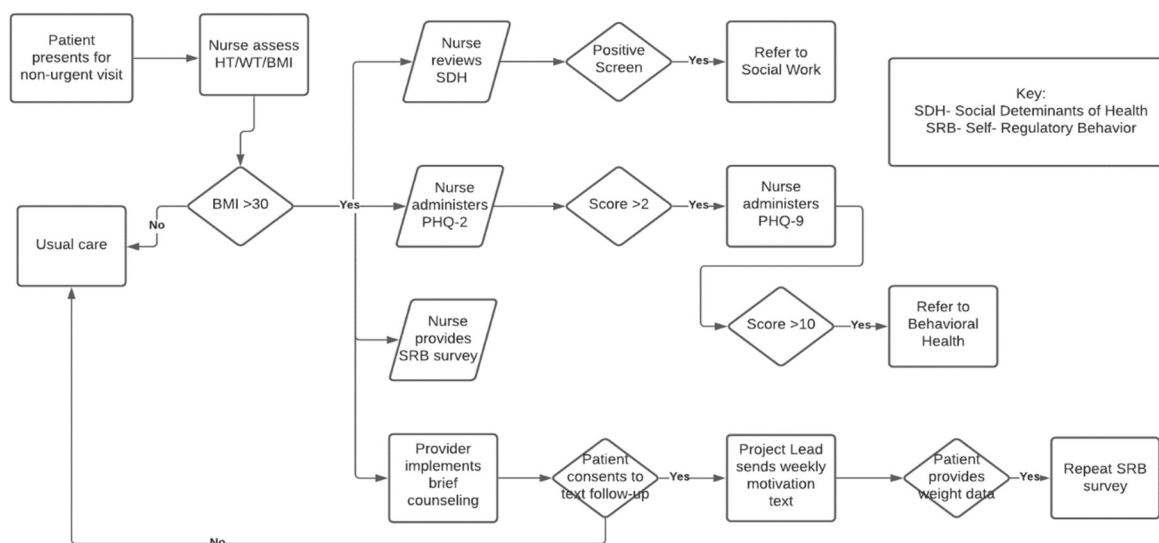 Patient
presents for
non-urgent visit
Nurse assess
HT/WT/BMI
Nurse
reviews
SDH
Positive
Screen
Yes
Refer to
Social Work
Key:
SDH- Social Deteminants of Health
SRB- Self- Regulatory Behavior
BMI >30
Yes
No
Usual care
Nurse
administers
PHQ-2
Score >2
Yes
Nurse
administers
PHQ-9
Score >10
Yes
Refer to
Behavioral
Health
Nurse
provides
SRB survey
Provider
implements
brief
counseling
Patient
consents to
text follow-up
Yes
Project Lead
sends weekly
motivation
text
Patient
provides
weight data
Yes
Repeat SRB
survey
No